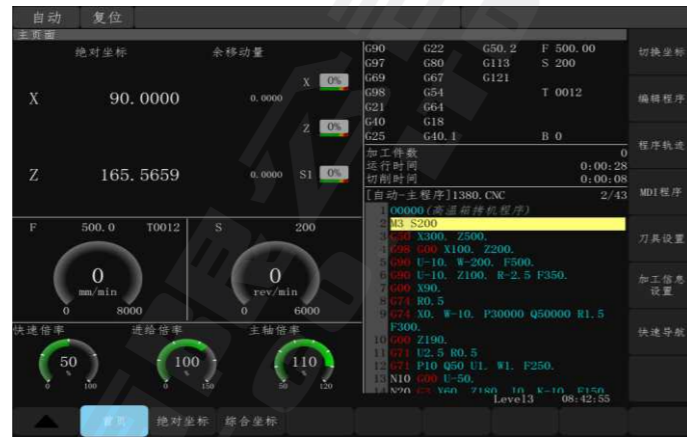 自动 复位
主页面
绝对坐标 余移动量
X 90.0000 0.0000 X 0%
Z 0%
Z 165.5659 0.0000 S1 0%
F 500.0 T0012 S 200
0 mm/min 0 8000
0 rev/min 0 6000
快速倍率 进给倍率 主轴倍率
50 % 0 100
100 % 0 150
110 % 50 120
G90 G22 G50.2 F 500.00
G97 G80 G113 S 200
G69 G67 G121
G98 G54 T 0012
G21 G64
G40 G18
G25 G40.1 B 0
加工件数 0
运行时间 0:00:28
切削时间 0:00:08
[自动-主程序]1380.CNC 2/43
1 O0000(高温箱拷机程序)
2 M3 S200
3 G50 X300. Z500.
4 G98 G00 X100. Z200.
5 G90 U-10. W-200. F500.
6 G90 U-10. Z100. R-2.5 F350.
7 G00 X90.
8 G74 R0.5
9 G74 X0. W-10. P30000 Q50000 R1.5
F300.
10 G00 Z190.
11 G71 U2.5 R0.5
12 G71 P10 Q50 U1. W1. F250.
13 N10 G00 U-50.
14 N20 G3 X60. Z180. I0. K-10. F150.
Level3 08:42:55
切换坐标
编辑程序
程序轨迹
MDI程序
刀具设置
加工信息
设置
快速导航
首页 绝对坐标 综合坐标